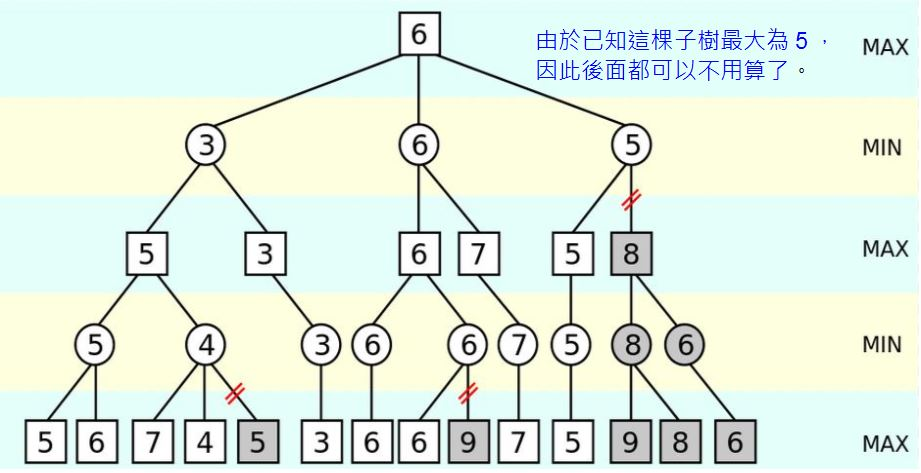 6
由於已知這棵子樹最大為 5 ，
因此後面都可以不用算了。
MAX
3 6 5 MIN
5 3 6 7 5 8 MAX
5 4 3 6 6 7 5 8 6 MIN
5 6 7 4 5 3 6 6 9 7 5 9 8 6 MAX